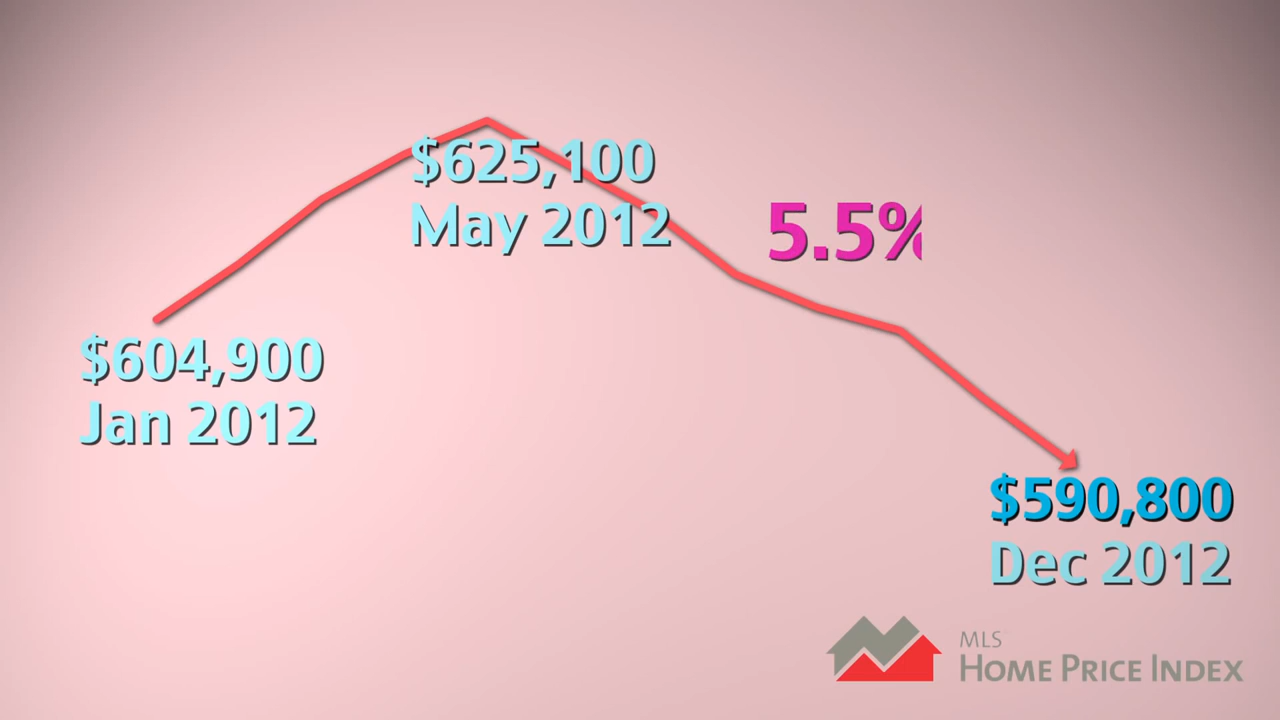 $625,100
May 2012
5.5%
$604,900
Jan 2012
$590,800
Dec 2012
MLS
HOME PRICE INDEX